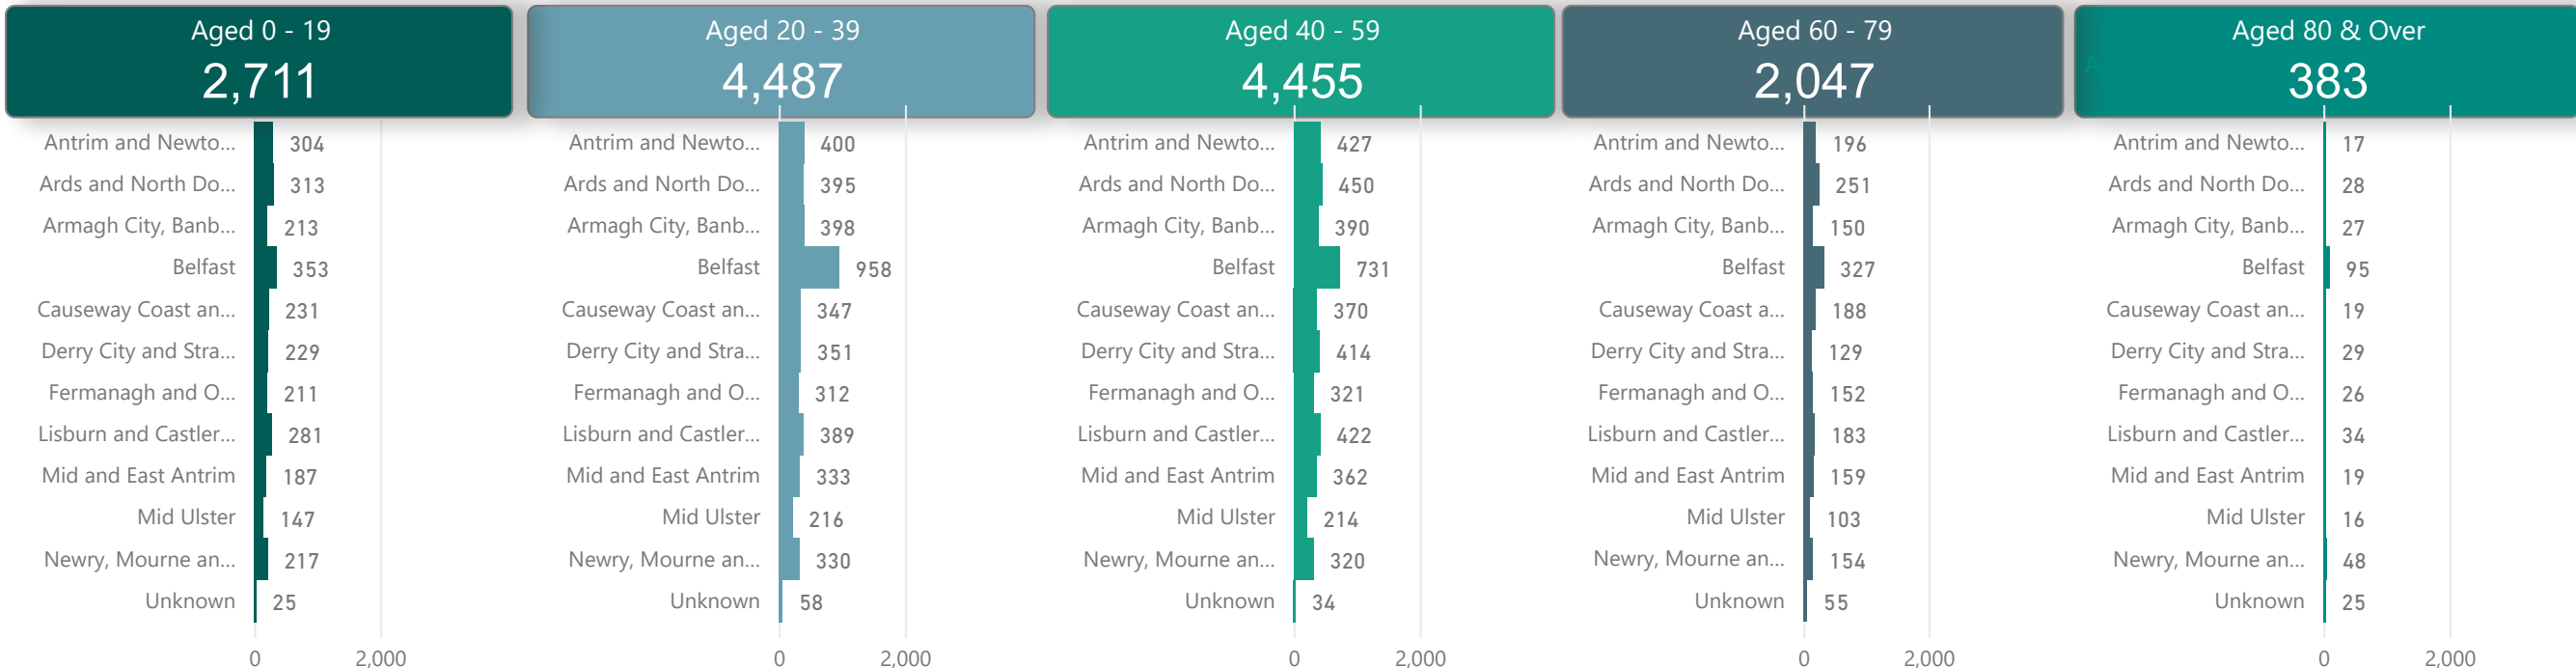 Aged 0 - 19
2,711
Antrim and Newto... 304
Ards and North Do... 313
Armagh City, Banb... 213
Belfast 353
Causeway Coast an... 231
Derry City and Stra... 229
Fermanagh and O... 211
Lisburn and Castler... 281
Mid and East Antrim 187
Mid Ulster 147
Newry, Mourne an... 217
Unknown 25
0 2,000
Aged 20 - 39
4,487
Antrim and Newto... 400
Ards and North Do... 395
Armagh City, Banb... 398
Belfast 958
Causeway Coast an... 347
Derry City and Stra... 351
Fermanagh and O... 312
Lisburn and Castler... 389
Mid and East Antrim 333
Mid Ulster 216
Newry, Mourne an... 330
Unknown 58
0 2,000
Aged 40 - 59
4,455
Antrim and Newto... 427
Ards and North Do... 450
Armagh City, Banb... 390
Belfast 731
Causeway Coast an... 370
Derry City and Stra... 414
Fermanagh and O... 321
Lisburn and Castler... 422
Mid and East Antrim 362
Mid Ulster 214
Newry, Mourne an... 320
Unknown 34
0 2,000
Aged 60 - 79
2,047
Antrim and Newto... 196
Ards and North Do... 251
Armagh City, Banb... 150
Belfast 327
Causeway Coast a... 188
Derry City and Stra... 129
Fermanagh and O... 152
Lisburn and Castler... 183
Mid and East Antrim 159
Mid Ulster 103
Newry, Mourne an... 154
Unknown 55
0 2,000
Aged 80 & Over
383
Antrim and Newto... 17
Ards and North Do... 28
Armagh City, Banb... 27
Belfast 95
Causeway Coast an... 19
Derry City and Stra... 29
Fermanagh and O... 26
Lisburn and Castler... 34
Mid and East Antrim 19
Mid Ulster 16
Newry, Mourne an... 48
Unknown 25
0 2,000